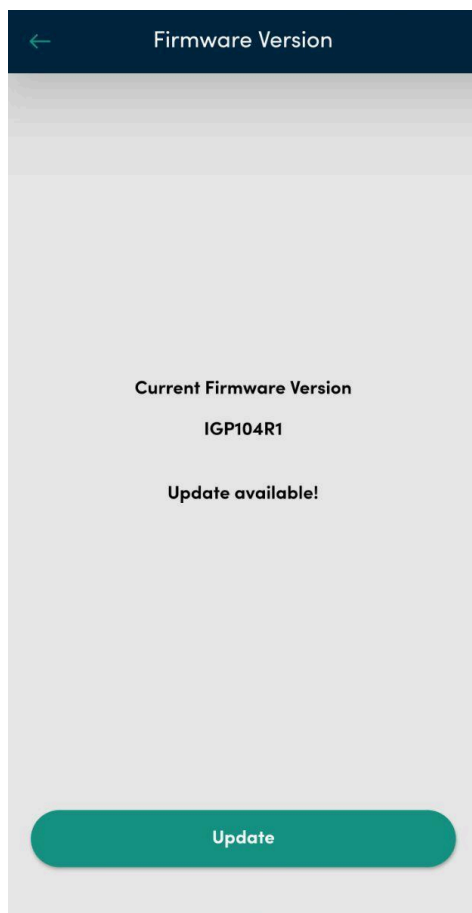 Firmware Version
Current Firmware Version
IGP104R1
Update available!
Update